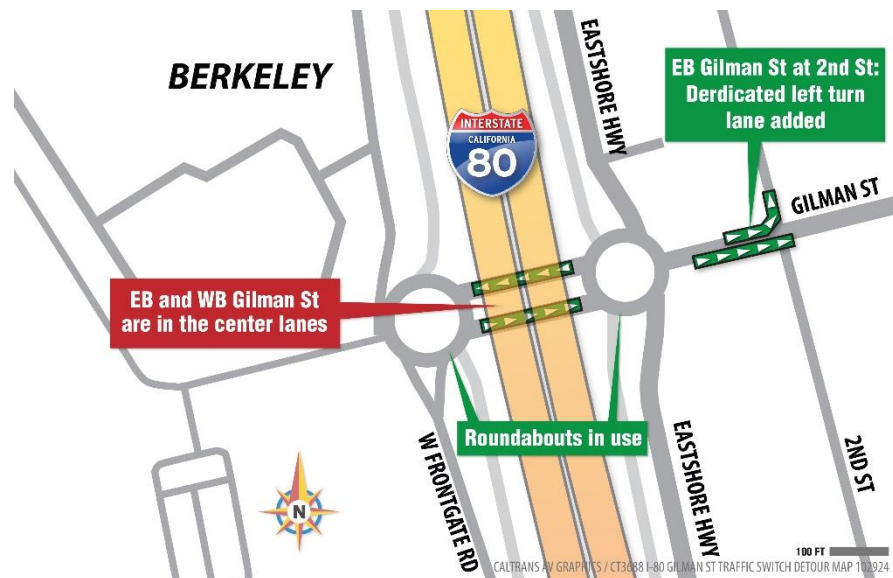 BERKELEY
INTERSTATE
CALIFORNIA
80
EASTSHORE HWY
EB Gilman St at 2nd St:
Derdicated left turn
lane added
GILMAN ST
EB and WB Gilman St
are in the center lanes
Roundabouts in use
W FRONTGATE RD
EASTSHORE HWY
2ND ST
N
100 FT
CALTRANS AV GRAPHICS / CT3688 I-80 GILMAN ST TRAFFIC SWITCH DETOUR MAP 102924